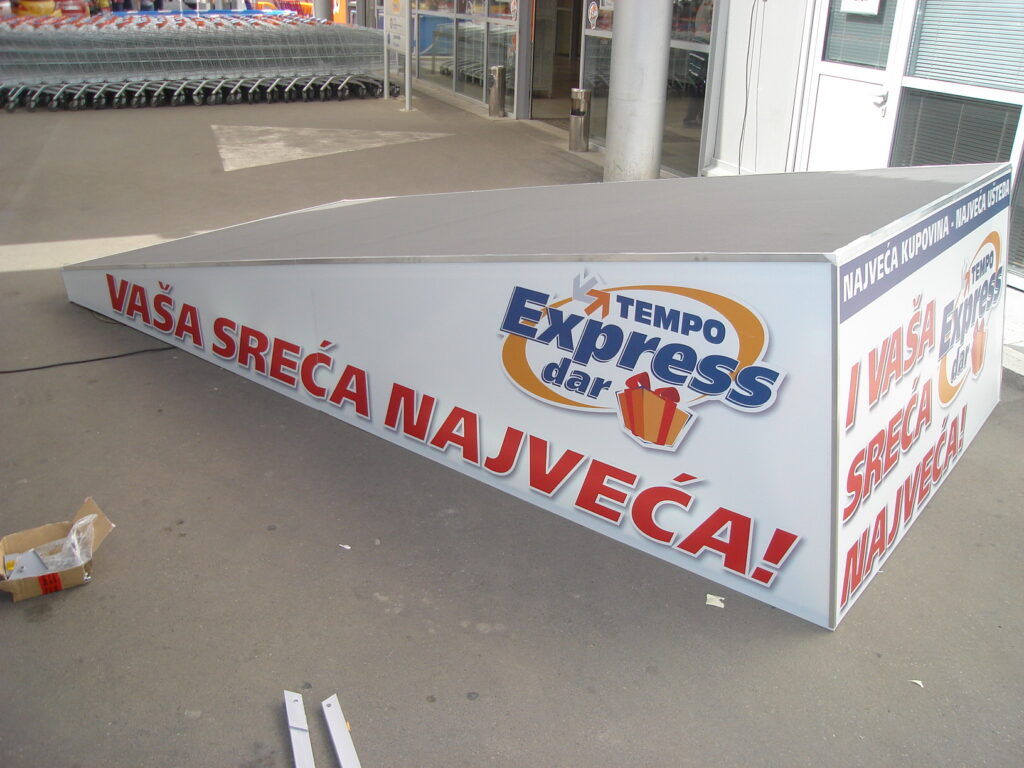 VAŠA SREĆA NAJVEĆA!
TEMPO
Express
dar
NAJVEĆA KUPOVINA - NAJVEĆA UŠTEDA
I VAŠA
SREĆA
NAJVEĆA!
TEMPO
Express
dar